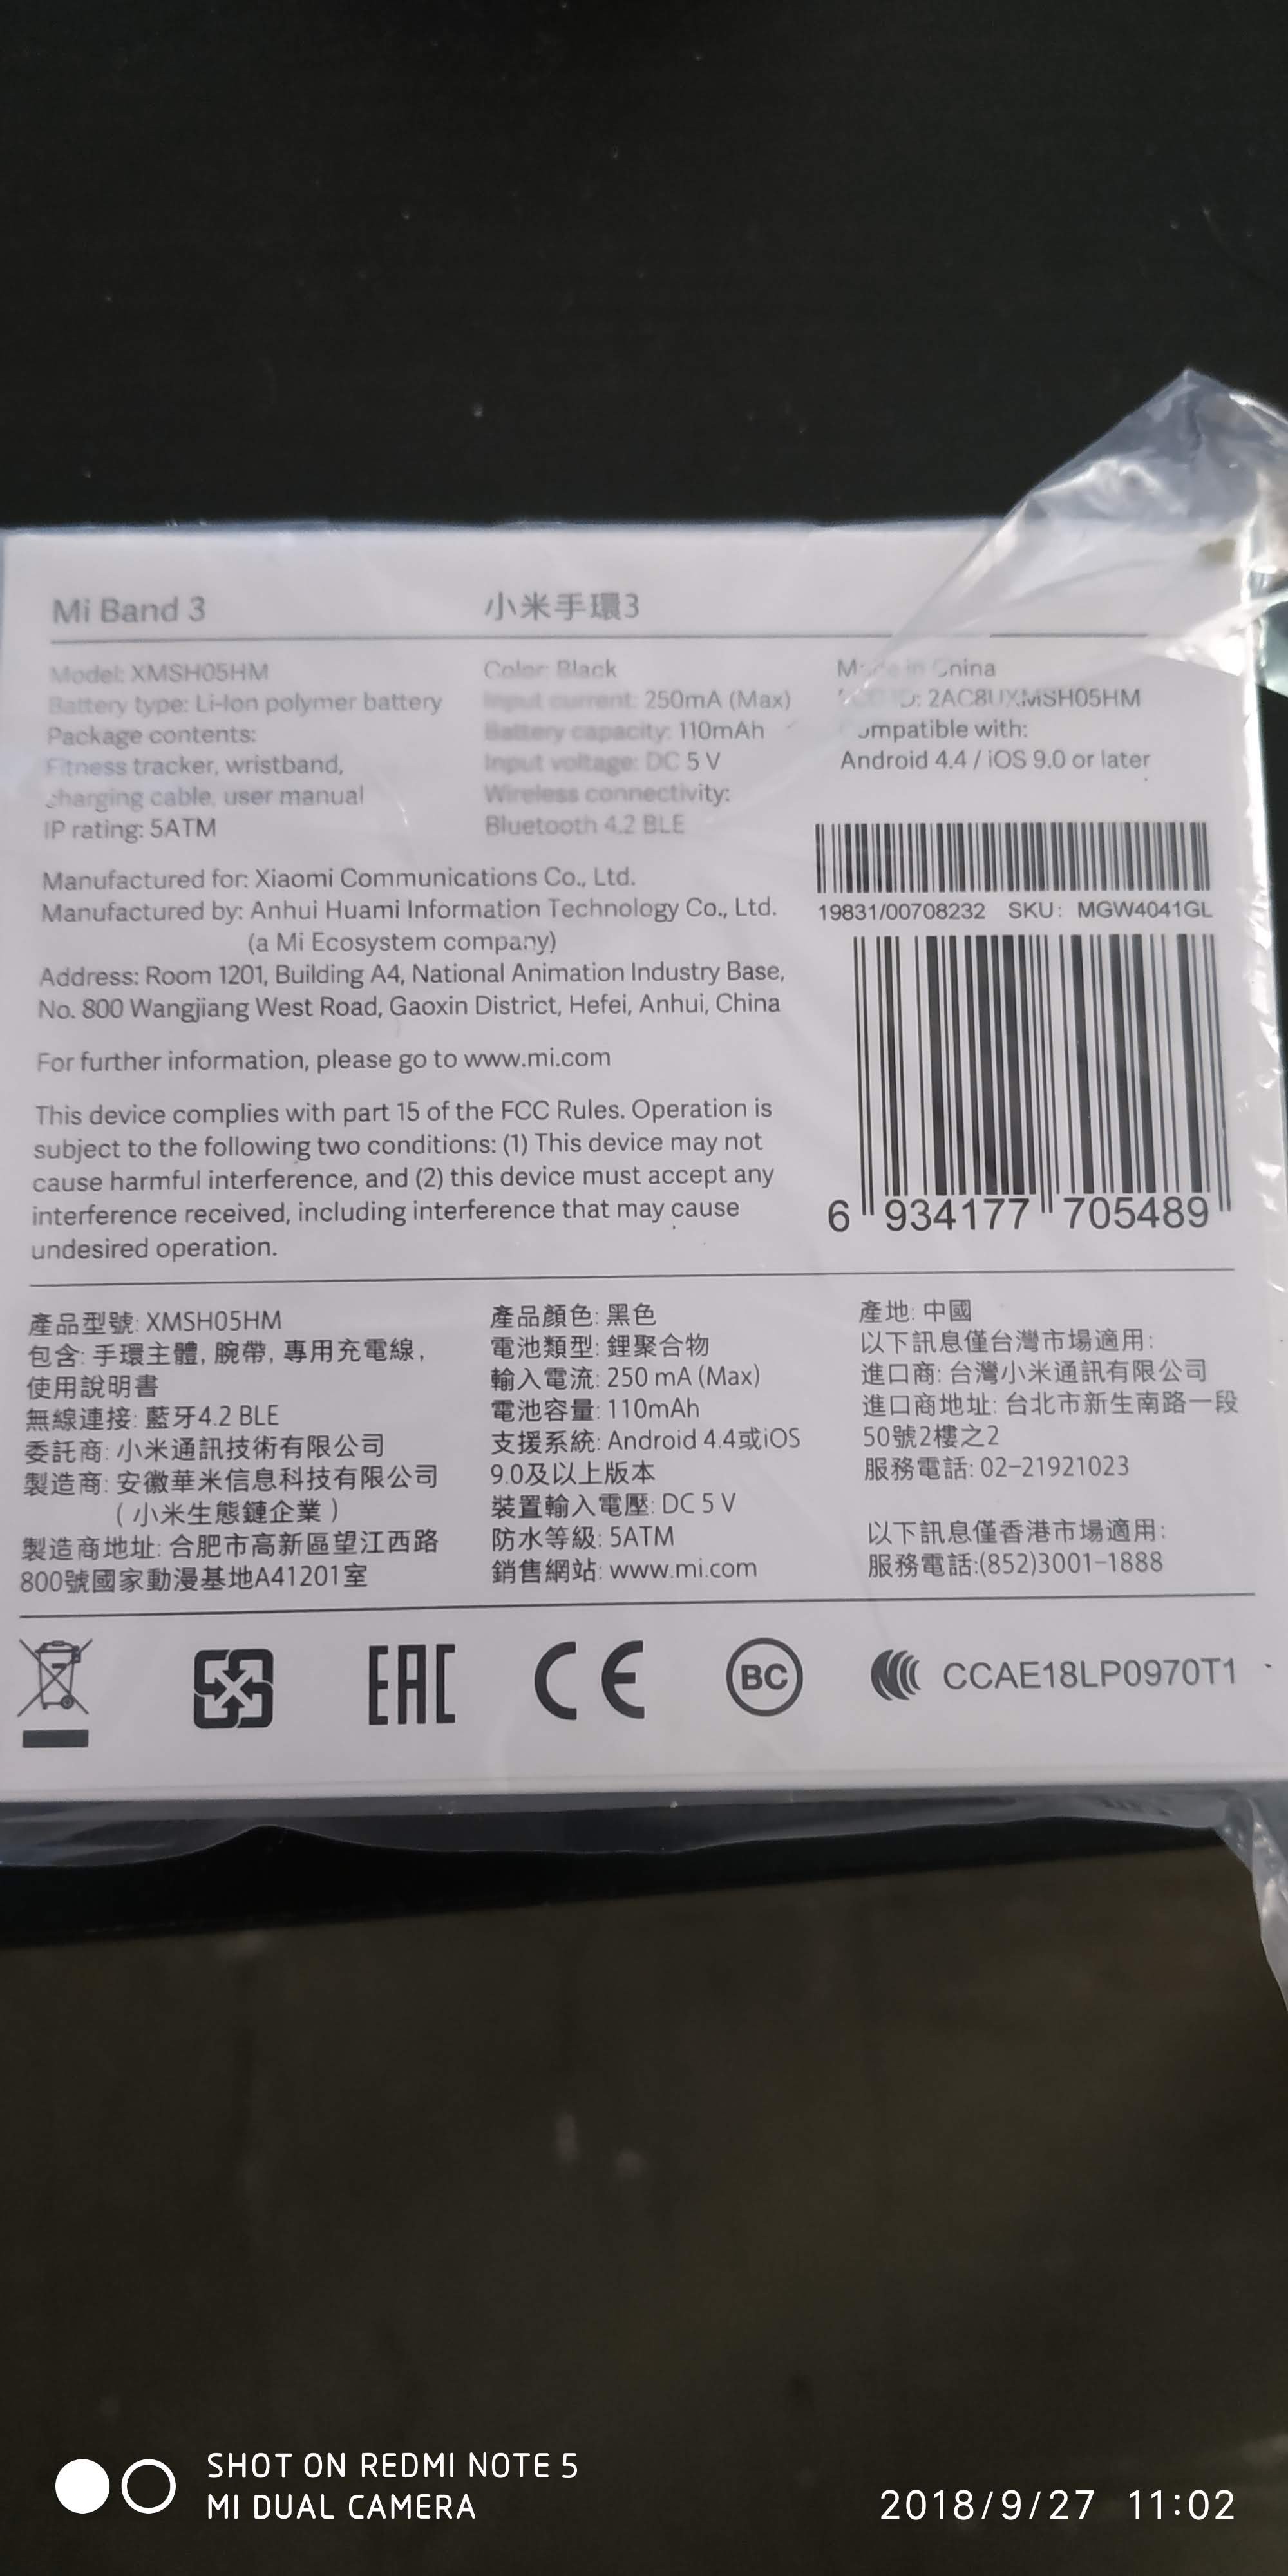 Mi Band 3
小米手環3
Model: XMSH05HM
Battery type: Li-Ion polymer battery
Package contents:
Fitness tracker, wristband,
charging cable, user manual
IP rating: 5ATM
Color: Black
Input current: 250mA (Max)
Battery capacity: 110mAh
Input voltage: DC 5 V
Wireless connectivity:
Bluetooth 4.2 BLE
Made in China
ID: 2AC8UXMSH05HM
Compatible with:
Android 4.4 / iOS 9.0 or later
Manufactured for: Xiaomi Communications Co., Ltd.
Manufactured by: Anhui Huami Information Technology Co., Ltd.
(a Mi Ecosystem company)
Address: Room 1201, Building A4, National Animation Industry Base,
No. 800 Wangjiang West Road, Gaoxin District, Hefei, Anhui, China
For further information, please go to www.mi.com
This device complies with part 15 of the FCC Rules. Operation is
subject to the following two conditions: (1) This device may not
cause harmful interference, and (2) this device must accept any
interference received, including interference that may cause
undesired operation.
19831/00708232 SKU: MGW4041GL
6 934177 705489
產品型號: XMSH05HM
包含: 手環主體, 腕帶, 專用充電線,
使用說明書
無線連接: 藍牙4.2 BLE
委託商: 小米通訊技術有限公司
製造商: 安徽華米信息科技有限公司
(小米生態鏈企業)
製造商地址: 合肥市高新區望江西路
800號國家動漫基地A41201室
產品顏色: 黑色
電池類型: 鋰聚合物
輸入電流: 250 mA (Max)
電池容量: 110mAh
支援系統: Android 4.4或iOS
9.0及以上版本
裝置輸入電壓: DC 5 V
防水等級: 5ATM
銷售網站: www.mi.com
產地: 中國
以下訊息僅台灣市場適用:
進口商: 台灣小米通訊有限公司
進口商地址: 台北市新生南路一段
50號2樓之2
服務電話: 02-21921023
以下訊息僅香港市場適用:
服務電話:(852)3001-1888
EAC
CE
BC
CCAE18LP0970T1
SHOT ON REDMI NOTE 5
MI DUAL CAMERA
2018/9/27 11:02